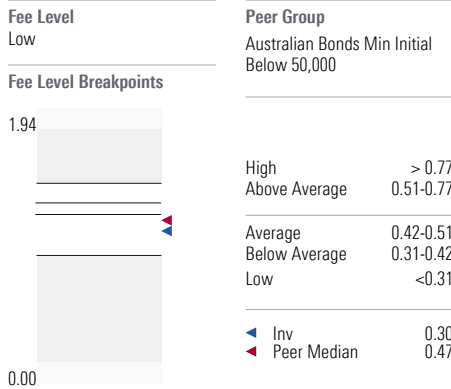 Fee Level
Low
Fee Level Breakpoints
1.94
0.00
Peer Group
Australian Bonds Min Initial
Below 50,000
High > 0.77
Above Average 0.51-0.77
Average 0.42-0.51
Below Average 0.31-0.42
Low <0.31
Inv 0.30
Peer Median 0.47